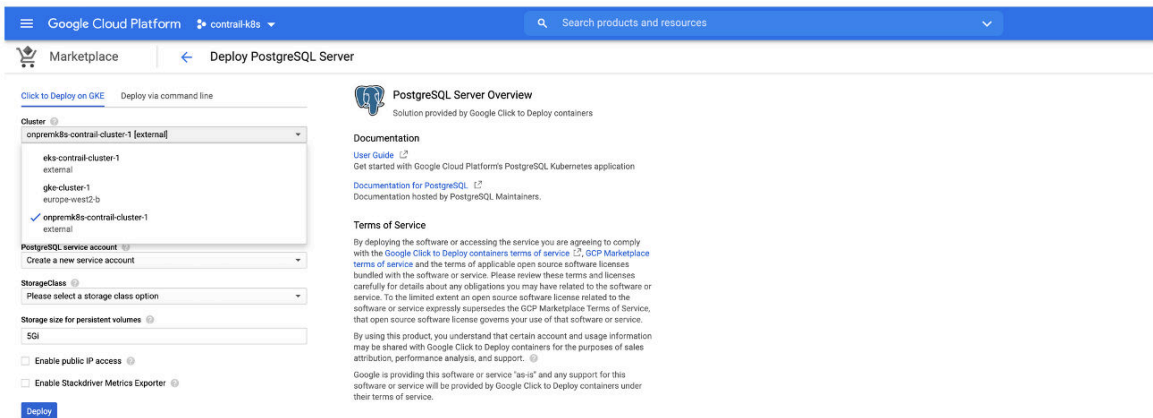 Google Cloud Platform
contrail-k8s
Search products and resources
Marketplace
Deploy PostgreSQL Server
Click to Deploy on GKE
Deploy via command line
Cluster
onpremk8s-contrail-cluster-1 [external]
eks-contrail-cluster-1
external
gke-cluster-1
europe-west2-b
onpremk8s-contrail-cluster-1
external
PostgreSQL service account
Create a new service account
StorageClass
Please select a storage class option
Storage size for persistent volumes
5Gi
Enable public IP access
Enable Stackdriver Metrics Exporter
Deploy
PostgreSQL Server Overview
Solution provided by Google Click to Deploy containers
Documentation
User Guide
Get started with Google Cloud Platform's PostgreSQL Kubernetes application
Documentation for PostgreSQL
Documentation hosted by PostgreSQL Maintainers.
Terms of Service
By deploying the software or accessing the service you are agreeing to comply
with the Google Click to Deploy containers terms of service, GCP Marketplace
terms of service and the terms of applicable open source software licenses
bundled with the software or service. Please review these terms and licenses
carefully for details about any obligations you may have related to the software or
service. To the limited extent an open source software license related to the
software or service expressly supersedes the GCP Marketplace Terms of Service,
that open source software license governs your use of that software or service.
By using this product, you understand that certain account and usage information
may be shared with Google Click to Deploy containers for the purposes of sales
attribution, performance analysis, and support.
Google is providing this software or service "as-is" and any support for this
software or service will be provided by Google Click to Deploy containers under
their terms of service.